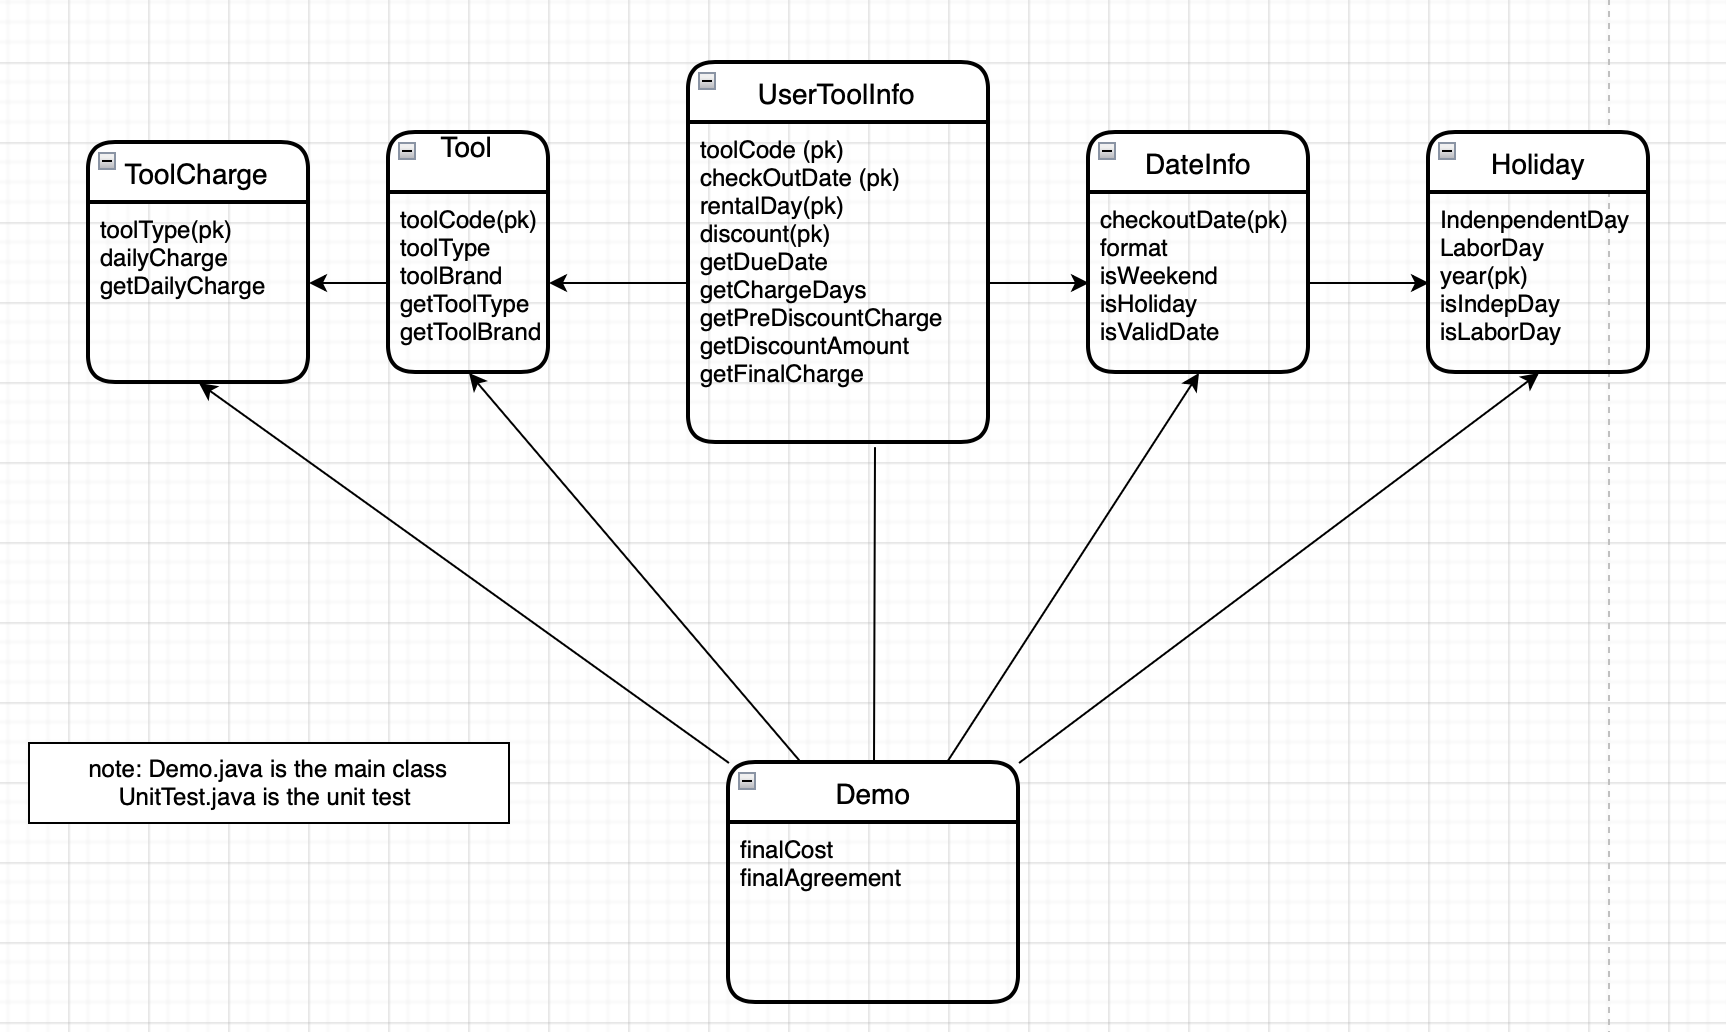 ToolCharge
toolType(pk)
dailyCharge
getDailyCharge
Tool
toolCode(pk)
toolType
toolBrand
getToolType
getToolBrand
UserToolInfo
toolCode (pk)
checkOutDate (pk)
rentalDay(pk)
discount(pk)
getDueDate
getChargeDays
getPreDiscountCharge
getDiscountAmount
getFinalCharge
DateInfo
checkoutDate(pk)
format
isWeekend
isHoliday
isValidDate
Holiday
IndenpendentDay
LaborDay
year(pk)
isIndepDay
isLaborDay
note: Demo.java is the main class
UnitTest.java is the unit test
Demo
finalCost
finalAgreement